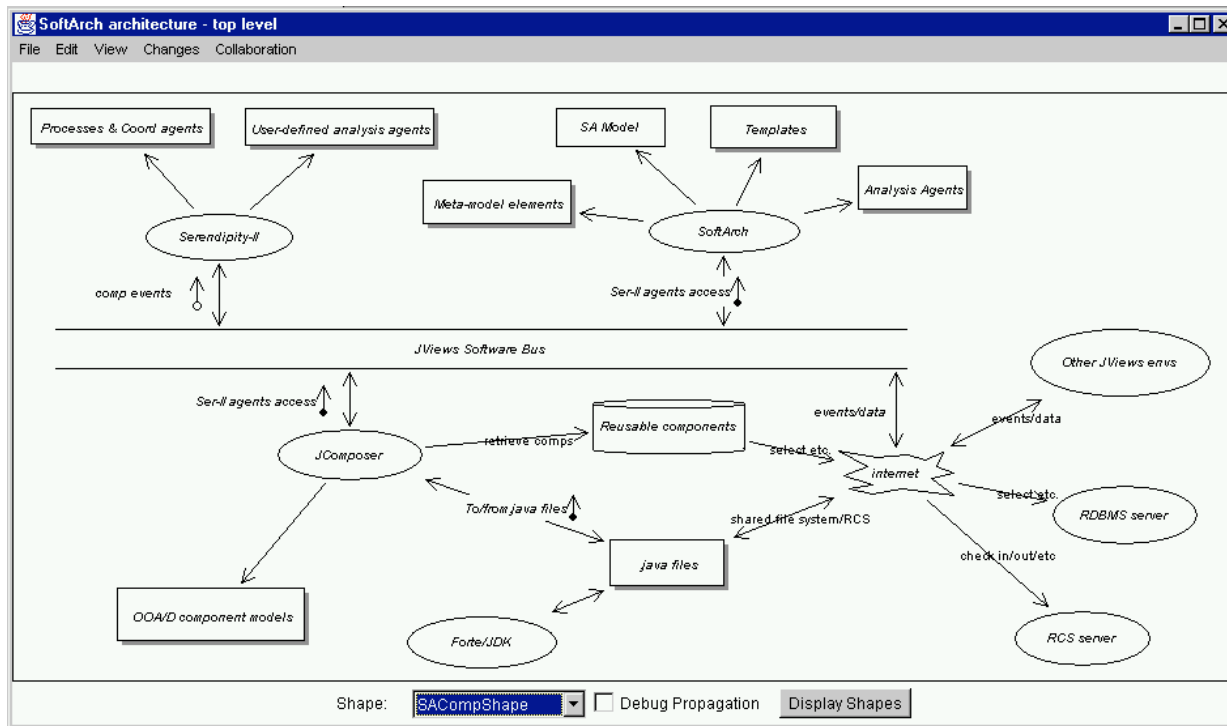 SoftArch architecture - top level
File Edit View Changes Collaboration
Processes & Coord agents
User-defined analysis agents
SA Model
Templates
Meta-model elements
Analysis Agents
Serendipity-II
SoftArch
comp events
Ser-II agents access
JViews Software Bus
Other JViews envs
Ser-II agents access
events/data
events/data
Reusable components
retrieve comps
select etc.
JComposer
internet
select etc.
To/from java files
RDBMS server
shared file system/RCS
check in/out/etc
java files
OOA/D component models
Forte/JDK
RCS server
Shape: SACompShape Debug Propagation Display Shapes